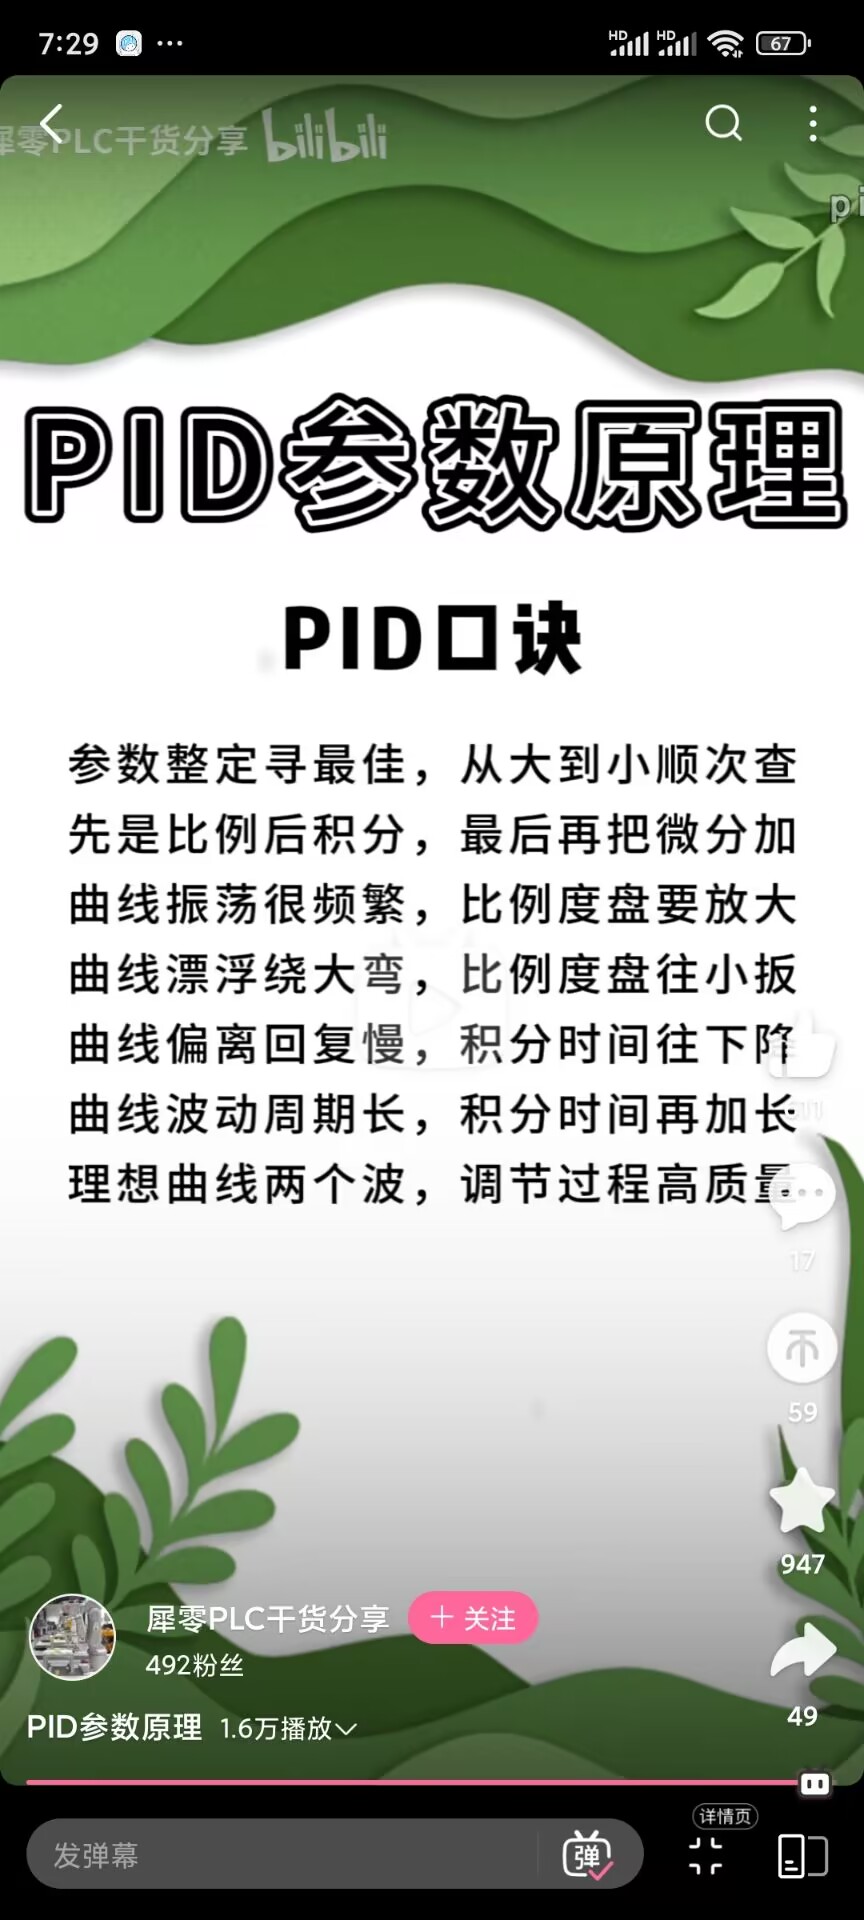 7:29
HD HD 67
犀零PLC干货分享 bilibili
pi
PID参数原理
PID口诀
参数整定寻最佳，从大到小顺次查
先是比例后积分，最后再把微分加
曲线振荡很频繁，比例度盘要放大
曲线漂浮绕大弯，比例度盘往小扳
曲线偏离回复慢，积分时间往下降
曲线波动周期长，积分时间再加长
理想曲线两个波，调节过程高质量
17
59
947
犀零PLC干货分享
关注
492粉丝
49
PID参数原理 1.6万播放
详情页
发弹幕
弹